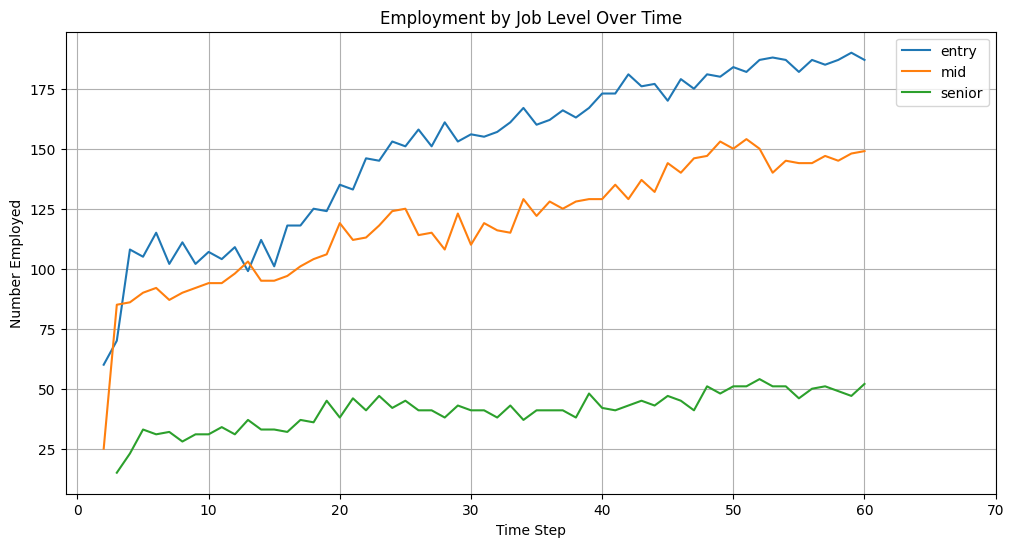 Employment by Job Level Over Time
entry
mid
senior
Number Employed
175
150
125
100
75
50
25
0 10 20 30 40 50 60 70
Time Step